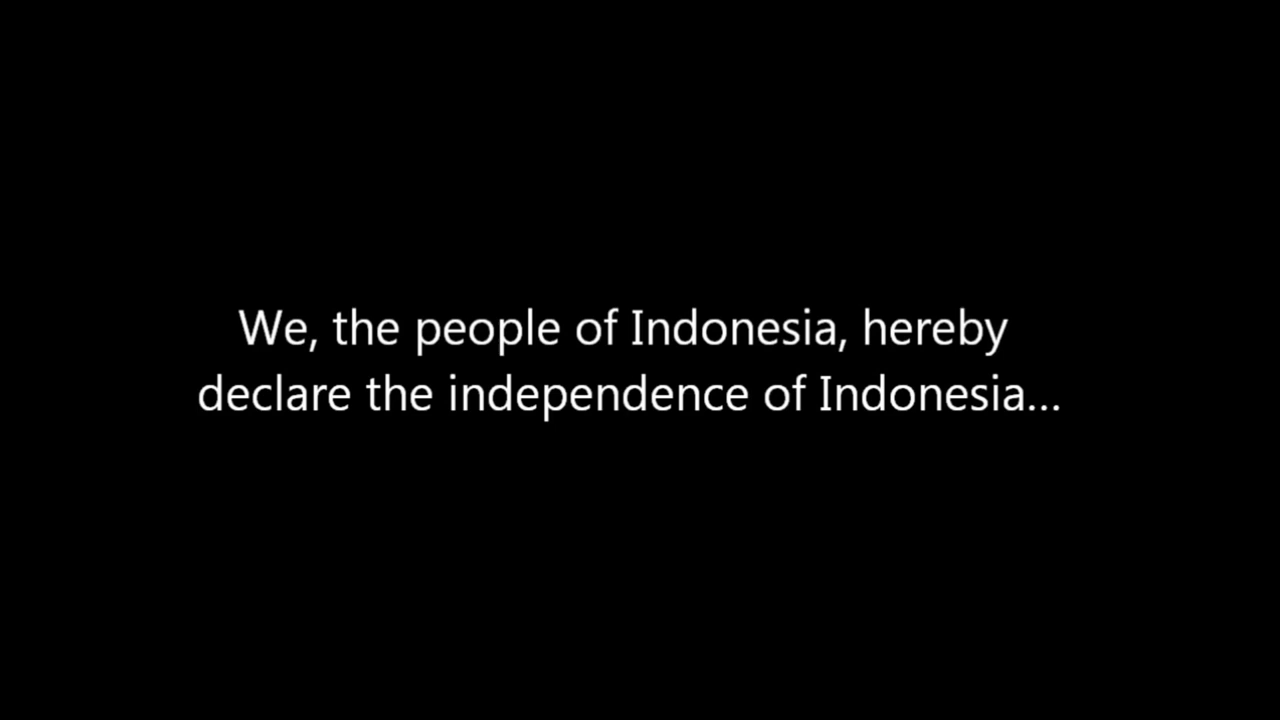 We, the people of Indonesia, hereby
declare the independence of Indonesia...